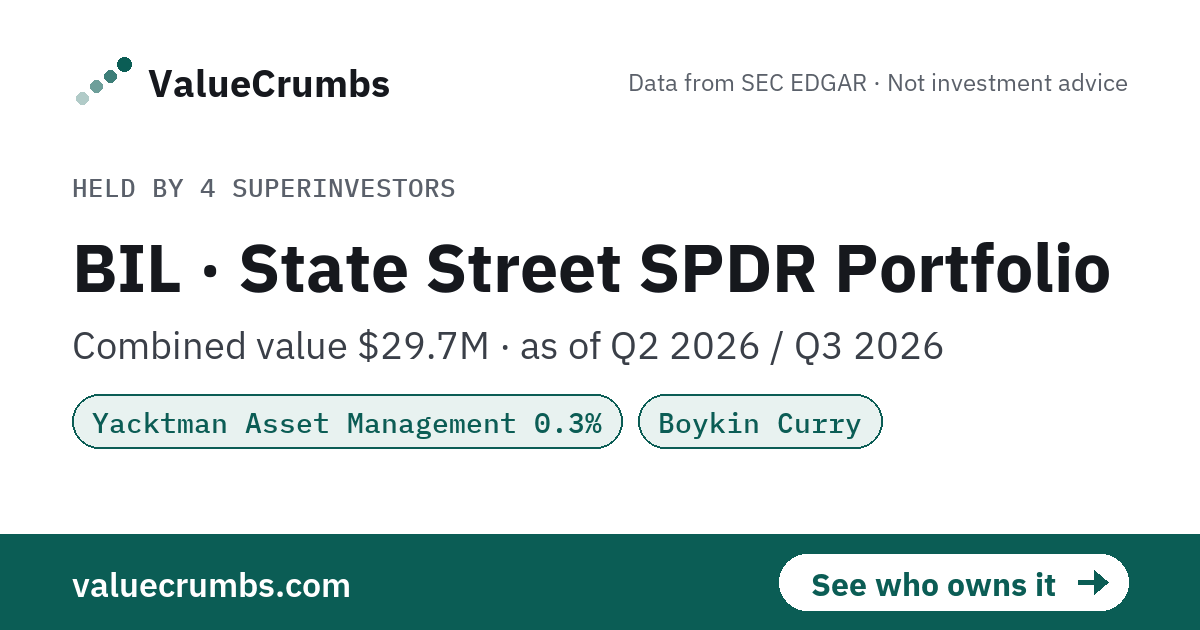 ValueCrumbs
Data from SEC EDGAR · Not investment advice
HELD BY 4 SUPERINVESTORS
BIL · State Street SPDR Portfolio
Combined value $29.7M · as of Q2 2026 / Q3 2026
Yacktman Asset Management 0.3%
Boykin Curry
valuecrumbs.com
See who owns it →